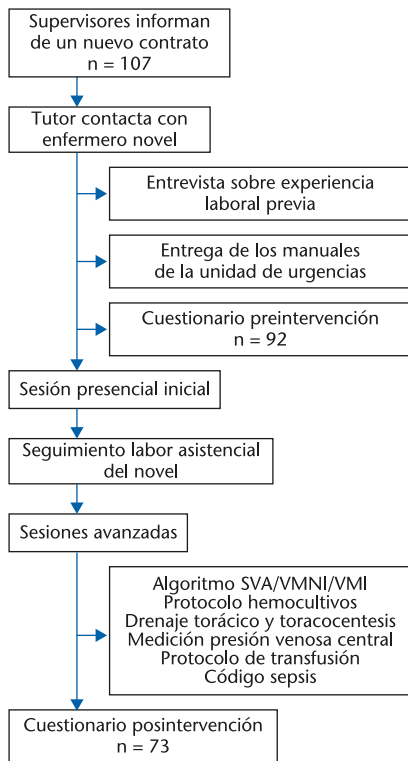 Supervisores informan
de un nuevo contrato
n = 107
Tutor contacta con
enfermero novel
Entrevista sobre experiencia
laboral previa
Entrega de los manuales
de la unidad de urgencias
Cuestionario preintervención
n = 92
Sesión presencial inicial
Seguimiento labor asistencial
del novel
Sesiones avanzadas
Algoritmo SVA/VMNI/VMI
Protocolo hemocultivos
Drenaje torácico y toracocentesis
Medición presión venosa central
Protocolo de transfusión
Código sepsis
Cuestionario posintervención
n = 73